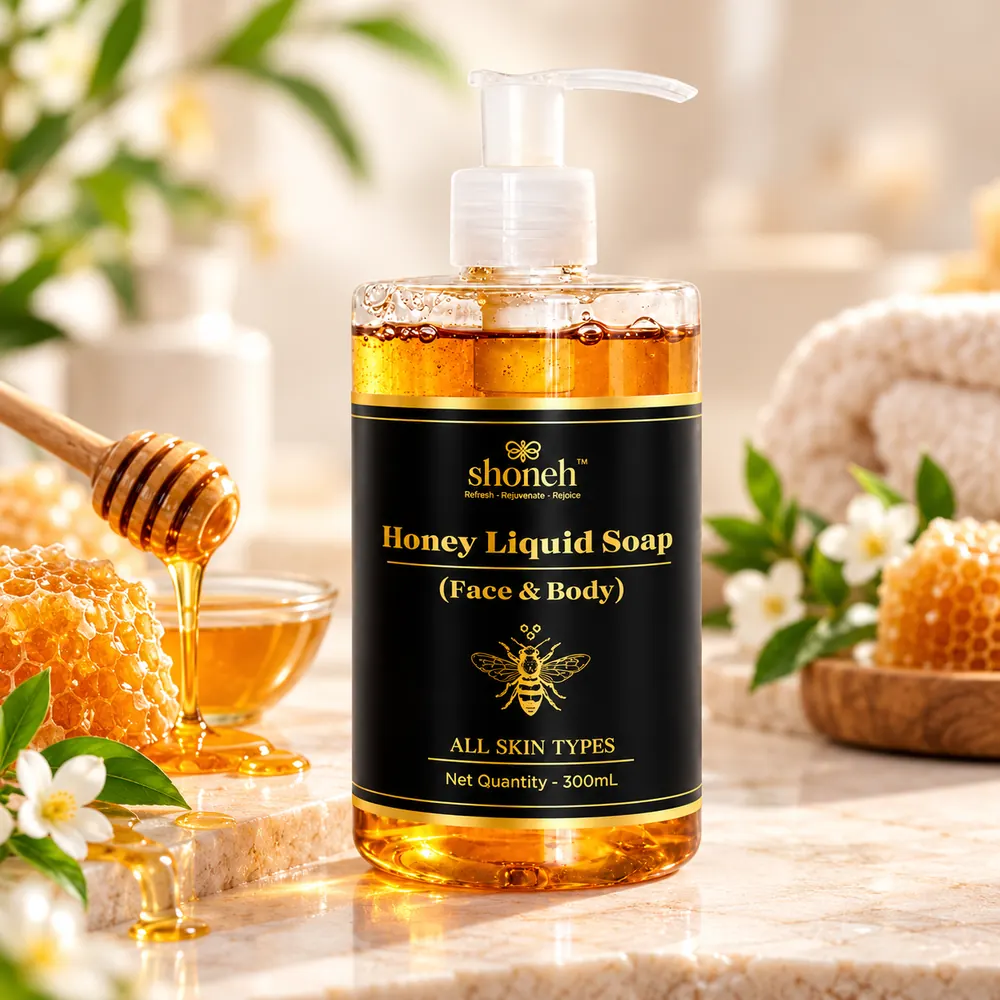 shoneh™
Refresh - Rejuvenate - Rejoice
Honey Liquid Soap
(Face & Body)
ALL SKIN TYPES
Net Quantity - 300mL